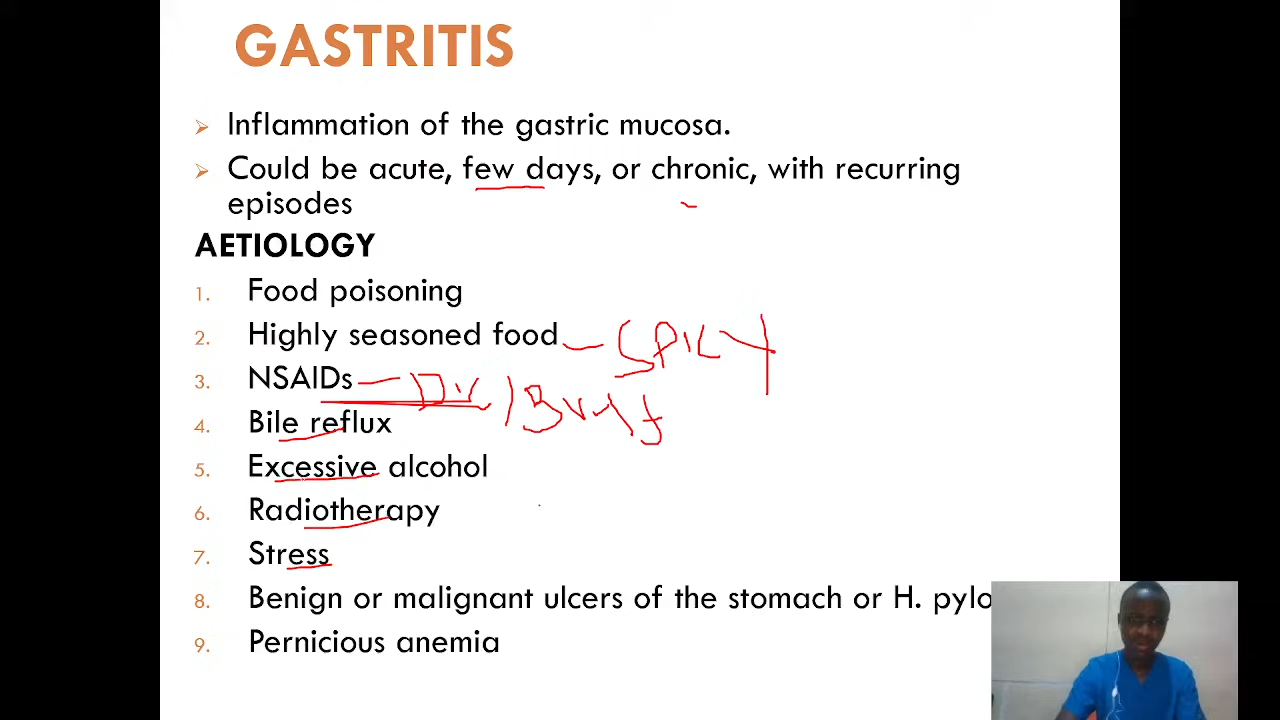 GASTRITIS
Inflammation of the gastric mucosa.
Could be acute, few days, or chronic, with recurring
episodes
AETIOLOGY
1. Food poisoning
2. Highly seasoned food SPICY
3. NSAIDs
4. Bile reflux
5. Excessive alcohol
6. Radiotherapy
7. Stress
8. Benign or malignant ulcers of the stomach or H. pylo
9. Pernicious anemia